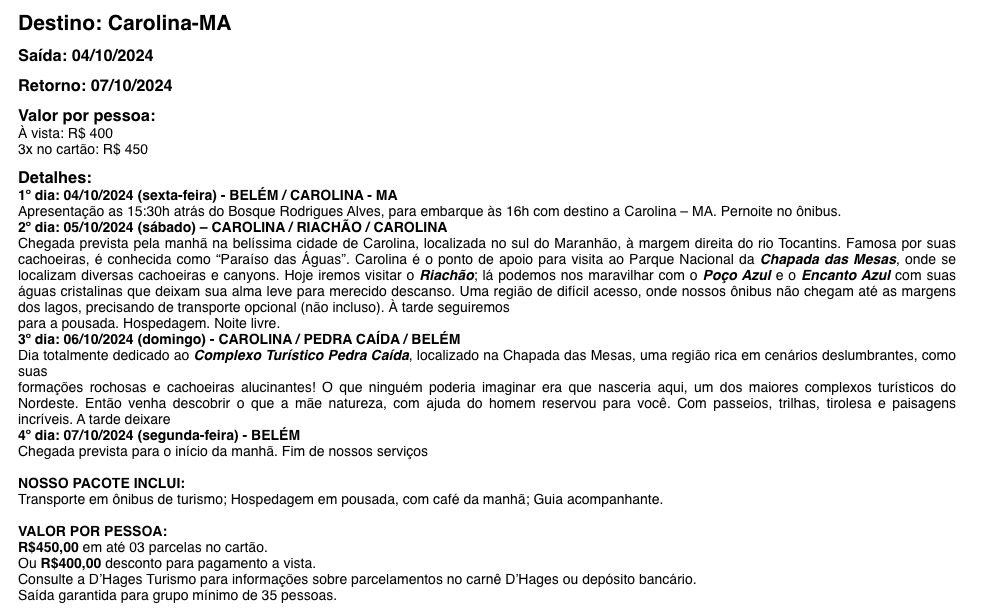 Destino: Carolina-MA
Saída: 04/10/2024
Retorno: 07/10/2024
Valor por pessoa:
À vista: R$ 400
3x no cartão: R$ 450
Detalhes:
1º dia: 04/10/2024 (sexta-feira) - BELÉM / CAROLINA - MA
Apresentação as 15:30h atrás do Bosque Rodrigues Alves, para embarque às 16h com destino a Carolina – MA. Pernoite no ônibus.
2º dia: 05/10/2024 (sábado) – CAROLINA / RIACHÃO / CAROLINA
Chegada prevista pela manhã na belíssima cidade de Carolina, localizada no sul do Maranhão, à margem direita do rio Tocantins. Famosa por suas
cachoeiras, é conhecida como “Paraíso das Águas”. Carolina é o ponto de apoio para visita ao Parque Nacional da Chapada das Mesas, onde se
localizam diversas cachoeiras e canyons. Hoje iremos visitar o Riachão; lá podemos nos maravilhar com o Poço Azul e o Encanto Azul com suas
águas cristalinas que deixam sua alma leve para merecido descanso. Uma região de difícil acesso, onde nossos ônibus não chegam até as margens
dos lagos, precisando de transporte opcional (não incluso). À tarde seguiremos
para a pousada. Hospedagem. Noite livre.
3º dia: 06/10/2024 (domingo) - CAROLINA / PEDRA CAÍDA / BELÉM
Dia totalmente dedicado ao Complexo Turístico Pedra Caída, localizado na Chapada das Mesas, uma região rica em cenários deslumbrantes, como
suas
formações rochosas e cachoeiras alucinantes! O que ninguém poderia imaginar era que nasceria aqui, um dos maiores complexos turísticos do
Nordeste. Então venha descobrir o que a mãe natureza, com ajuda do homem reservou para você. Com passeios, trilhas, tirolesa e paisagens
incríveis. A tarde deixare
4º dia: 07/10/2024 (segunda-feira) - BELÉM
Chegada prevista para o início da manhã. Fim de nossos serviços
NOSSO PACOTE INCLUI:
Transporte em ônibus de turismo; Hospedagem em pousada, com café da manhã; Guia acompanhante.
VALOR POR PESSOA:
R$450,00 em até 03 parcelas no cartão.
Ou R$400,00 desconto para pagamento a vista.
Consulte a D’Hages Turismo para informações sobre parcelamentos no carnê D’Hages ou depósito bancário.
Saída garantida para grupo mínimo de 35 pessoas.